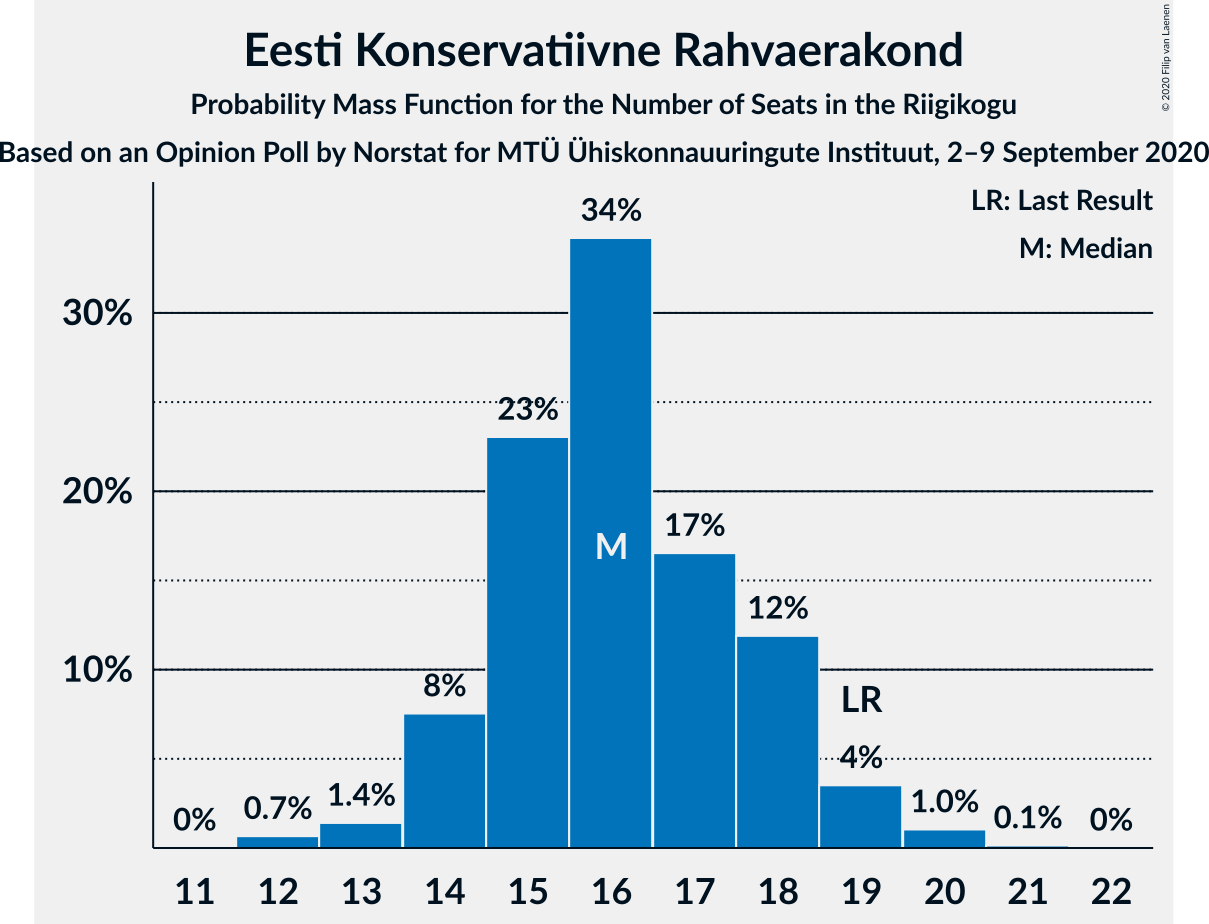 Eesti Konservatiivne Rahvaerakond
Probability Mass Function for the Number of Seats in the Riigikogu
Based on an Opinion Poll by Norstat for MTÜ Ühiskonnauuringute Instituut, 2–9 September 2020
© 2020 Filip van Laenen
LR: Last Result
M: Median
34%
30%
23%
20%
M
17%
12%
10%
8%
LR
4%
0%
0.7%
1.4%
1.0%
0.1%
0%
11 12 13 14 15 16 17 18 19 20 21 22